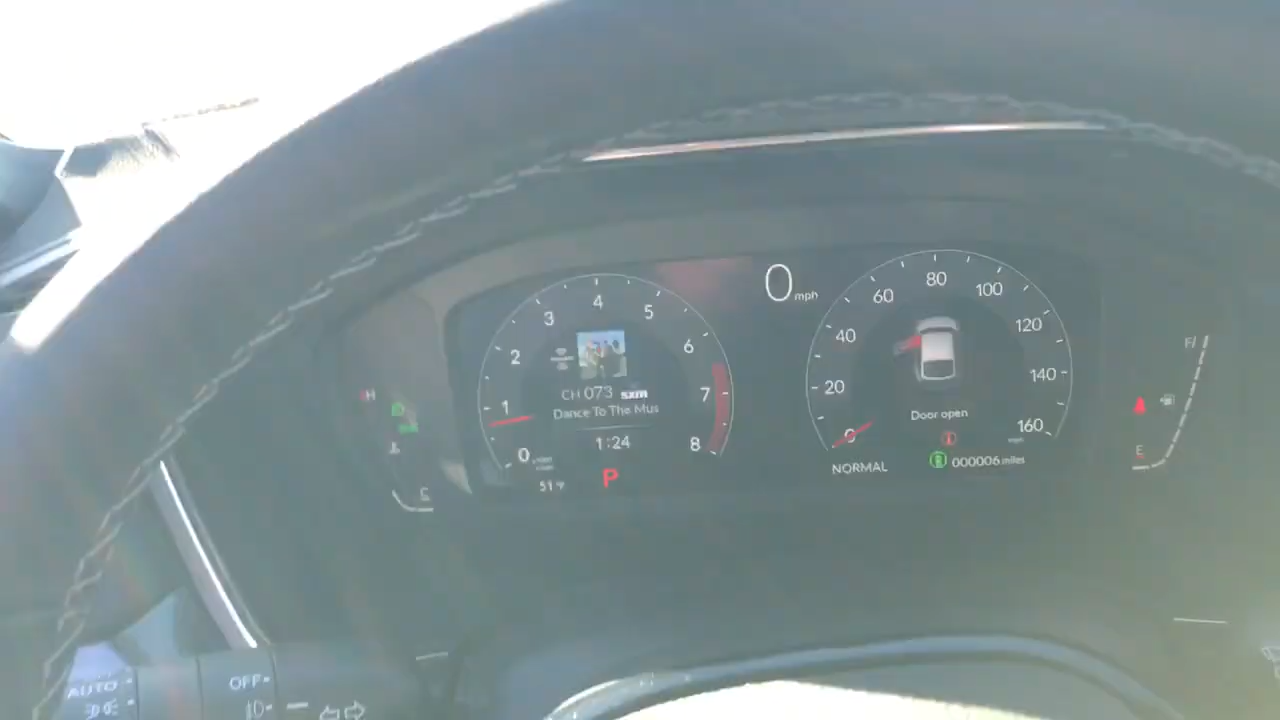 0 mph
4
3
5
2
6
1
7
0
8
CH 073 SXM
Dance To The Mus
1:24
P
H
C
80
60
100
40
120
20
140
0
160
mph
Door open
NORMAL
000006 miles
F
E
AUTO
OFF